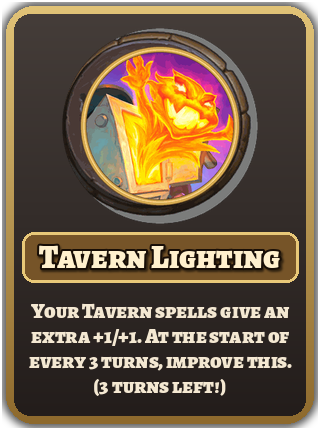 Tavern Lighting
Your Tavern spells give an
extra +1/+1. At the start of
every 3 turns, improve this.
(3 turns left!)